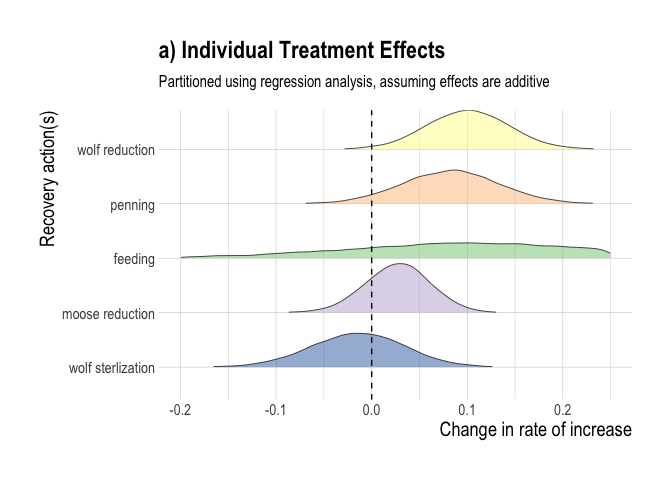 a) Individual Treatment Effects
Partitioned using regression analysis, assuming effects are additive
Recovery action(s)
wolf reduction
penning
feeding
moose reduction
wolf sterlization
-0.2 -0.1 0.0 0.1 0.2
Change in rate of increase